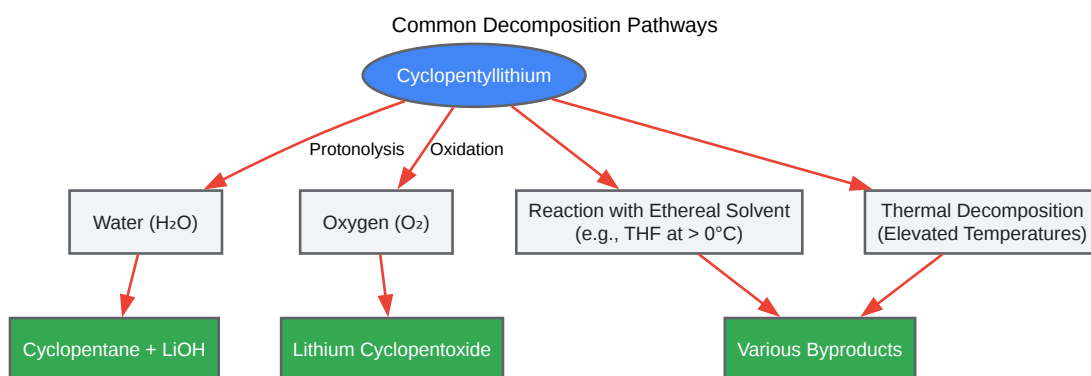 Common Decomposition Pathways
Cyclopentyllithium
Protonolysis
Oxidation
Water (H₂O)
Oxygen (O₂)
Reaction with Ethereal Solvent
(e.g., THF at > 0°C)
Thermal Decomposition
(Elevated Temperatures)
Cyclopentane + LiOH
Lithium Cyclopentoxide
Various Byproducts